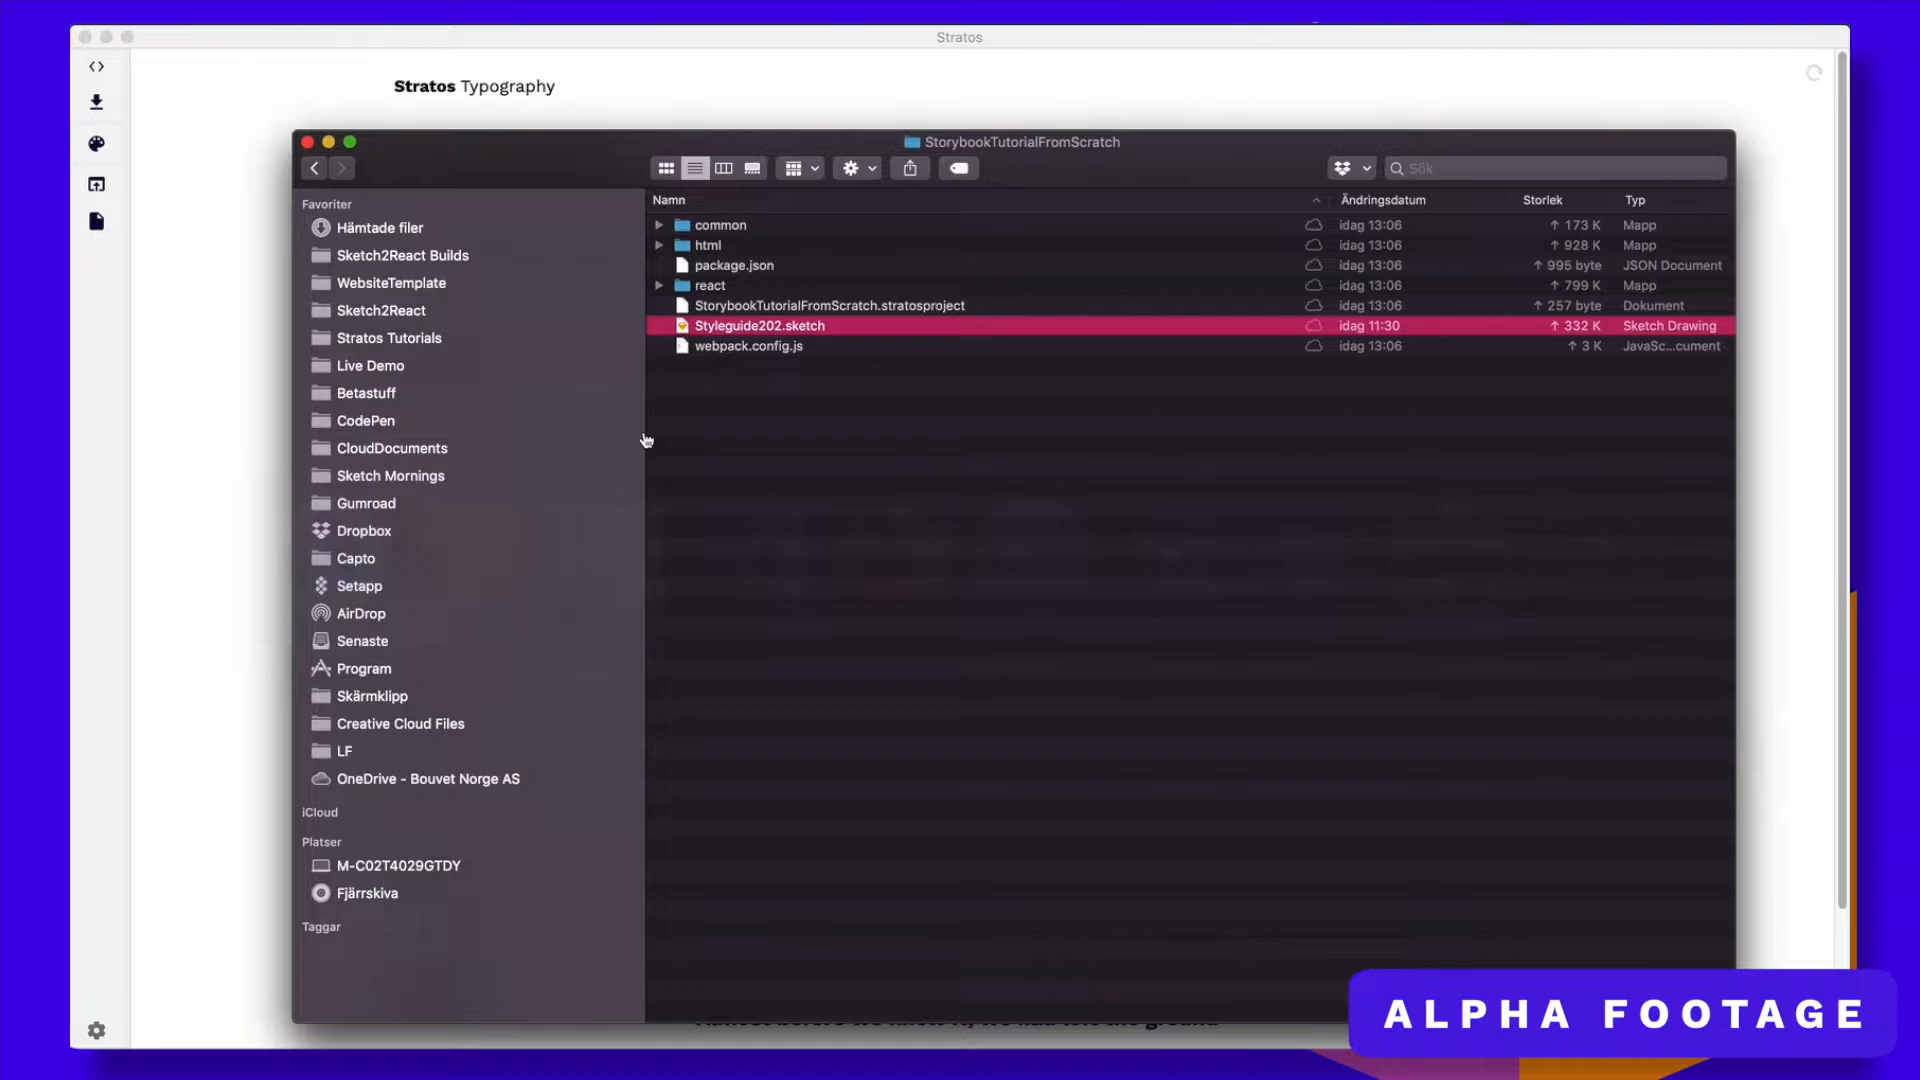 Stratos
Stratos Typography
StorybookTutorialFromScratch
Sök
Favoriter
Hämtade filer
Sketch2React Builds
WebsiteTemplate
Sketch2React
Stratos Tutorials
Live Demo
Betastuff
CodePen
CloudDocuments
Sketch Mornings
Gumroad
Dropbox
Capto
Setapp
AirDrop
Senaste
Program
Skärmklipp
Creative Cloud Files
LF
OneDrive - Bouvet Norge AS
iCloud
Platser
M-C02T4029GTDY
Fjärrskiva
Taggar
Namn Ändringsdatum Storlek Typ
common idag 13:06 ↑ 173 K Mapp
html idag 13:06 ↑ 928 K Mapp
package.json idag 13:06 ↑ 995 byte JSON Document
react idag 13:06 ↑ 799 K Mapp
StorybookTutorialFromScratch.stratosproject idag 13:06 ↑ 257 byte Dokument
Styleguide202.sketch idag 11:30 ↑ 332 K Sketch Drawing
webpack.config.js idag 13:06 ↑ 3 K JavaSc...cument
ALPHA FOOTAGE